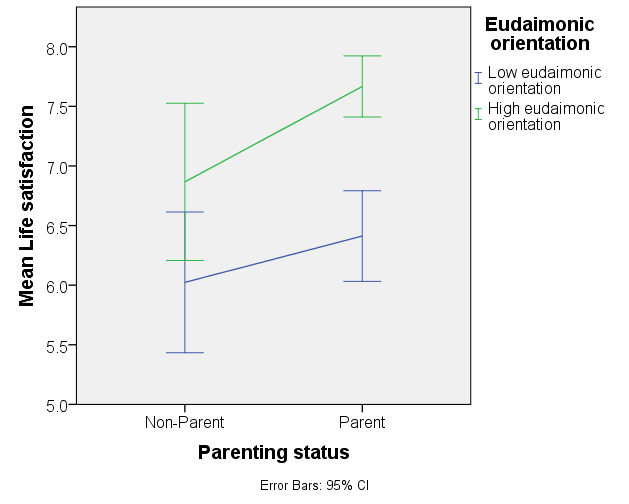 Eudaimonic
orientation
Low eudaimonic
orientation
High eudaimonic
orientation
Mean Life satisfaction
8.0
7.5
7.0
6.5
6.0
5.5
5.0
Non-Parent
Parent
Parenting status
Error Bars: 95% CI